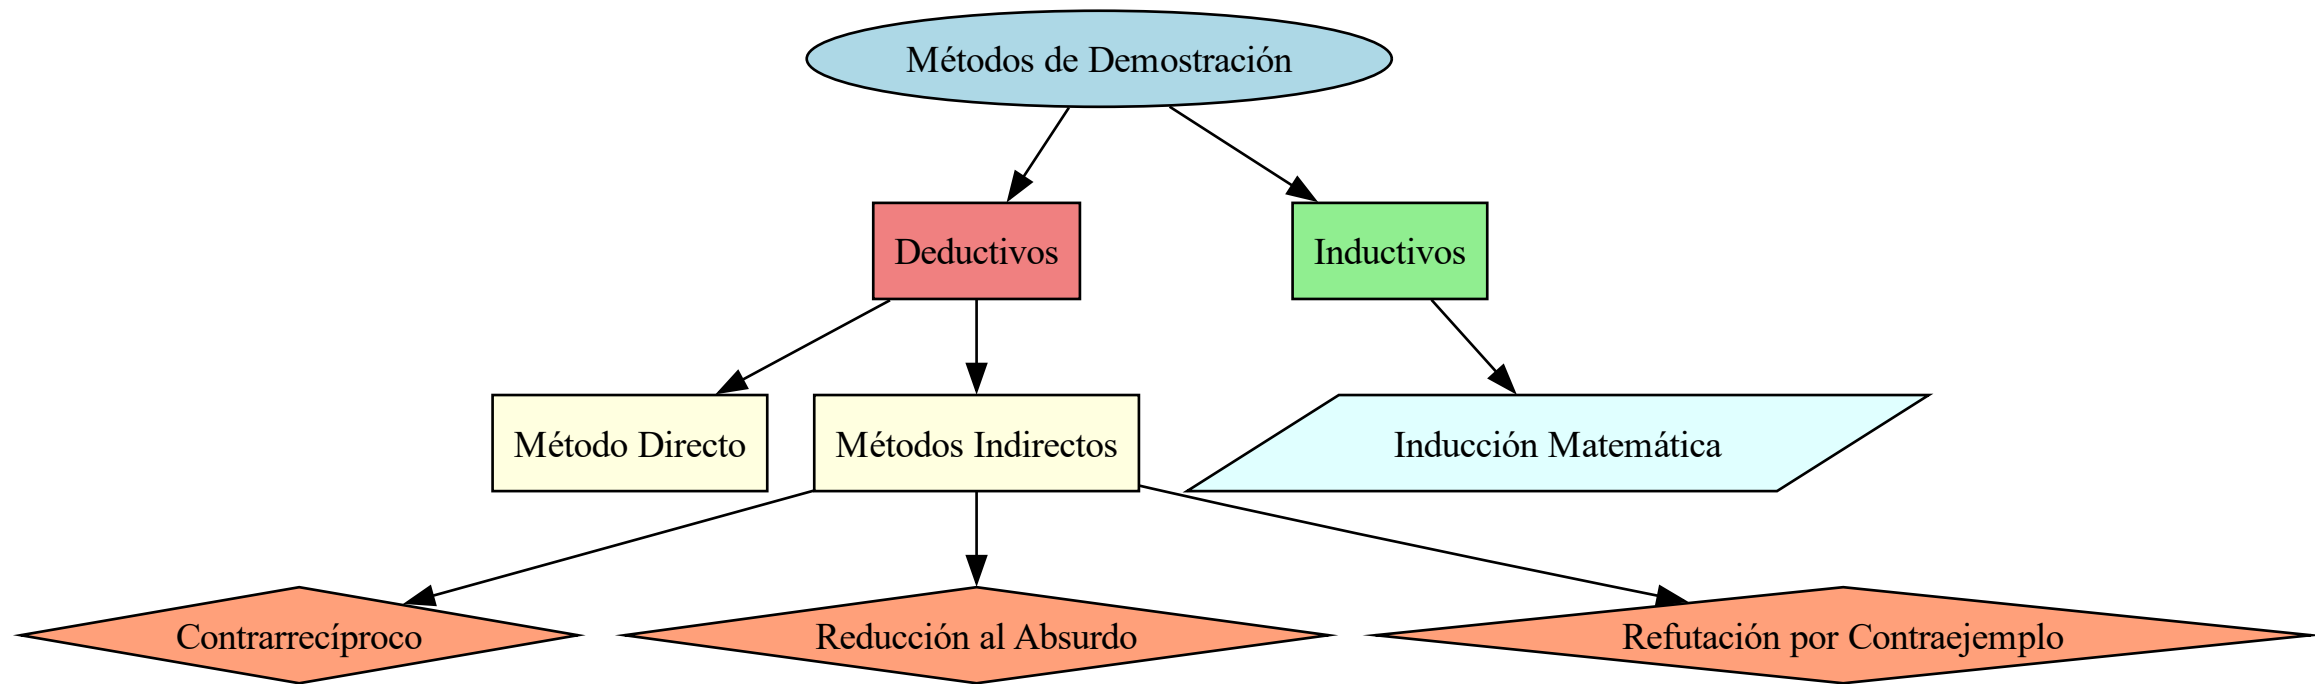 Métodos de Demostración
Deductivos
Inductivos
Método Directo
Métodos Indirectos
Inducción Matemática
Contrarrecíproco
Reducción al Absurdo
Refutación por Contraejemplo